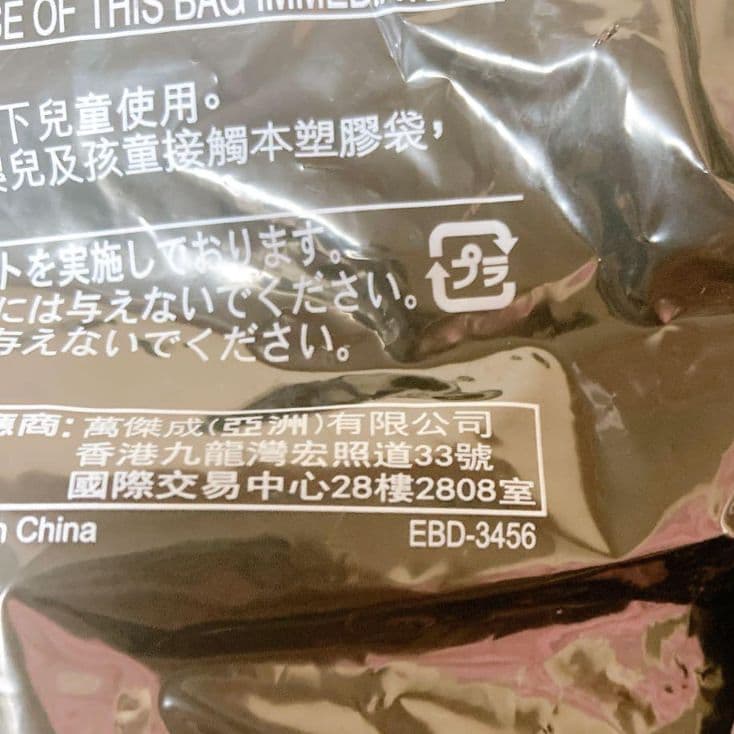 OF THIS BAG
下兒童使用。
兒及孩童接觸本塑膠袋，
トを実施しております。
には与えないでください。
与えないでください。
プラ
應商：萬傑成(亞洲)有限公司
香港九龍灣宏照道33號
國際交易中心28樓2808室
China
EBD-3456